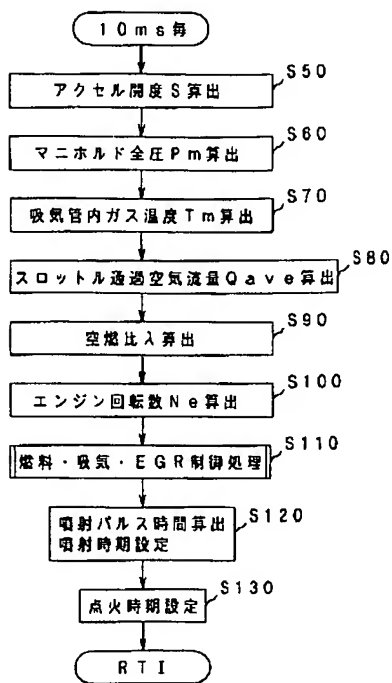 10ms毎
S50
アクセル開度S算出
S60
マニホルド全圧Pm算出
S70
吸気管内ガス温度Tm算出
S80
スロットル通過空気流量Qave算出
S90
空燃比λ算出
S100
エンジン回転数Ne算出
S110
燃料・吸気・EGR制御処理
S120
噴射パルス時間算出
噴射時期設定
S130
点火時期設定
RTI